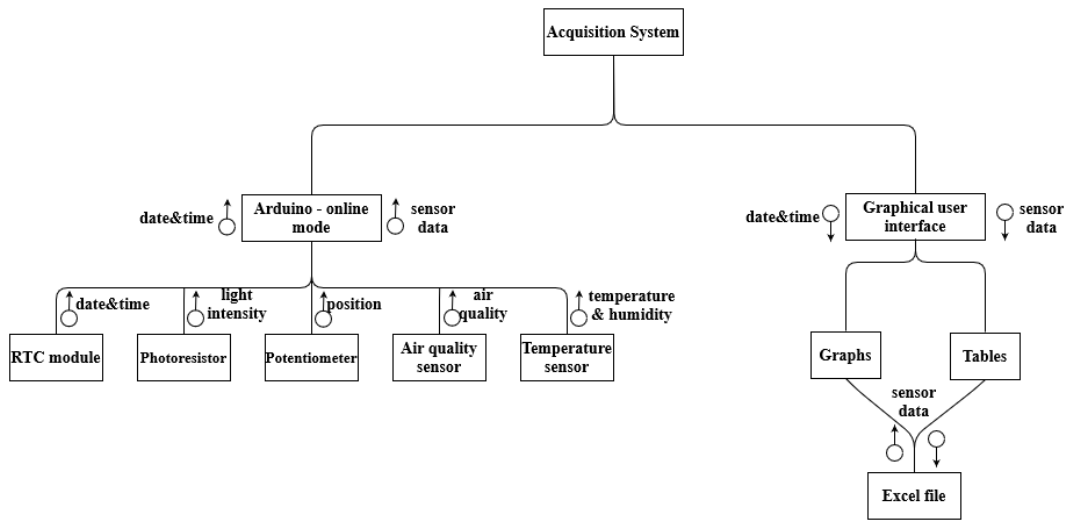 Acquisition System
date&time
Arduino - online
mode
sensor
data
date&time
Graphical user
interface
sensor
data
date&time
light
intensity
position
air
quality
temperature
& humidity
RTC module
Photoresistor
Potentiometer
Air quality
sensor
Temperature
sensor
Graphs
Tables
sensor
data
Excel file